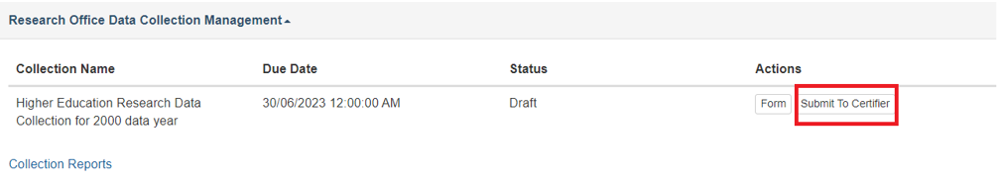 Research Office Data Collection Management
Collection Name Due Date Status Actions
Higher Education Research Data 30/06/2023 12:00:00 AM Draft Form Submit To Certifier
Collection for 2000 data year
Collection Reports